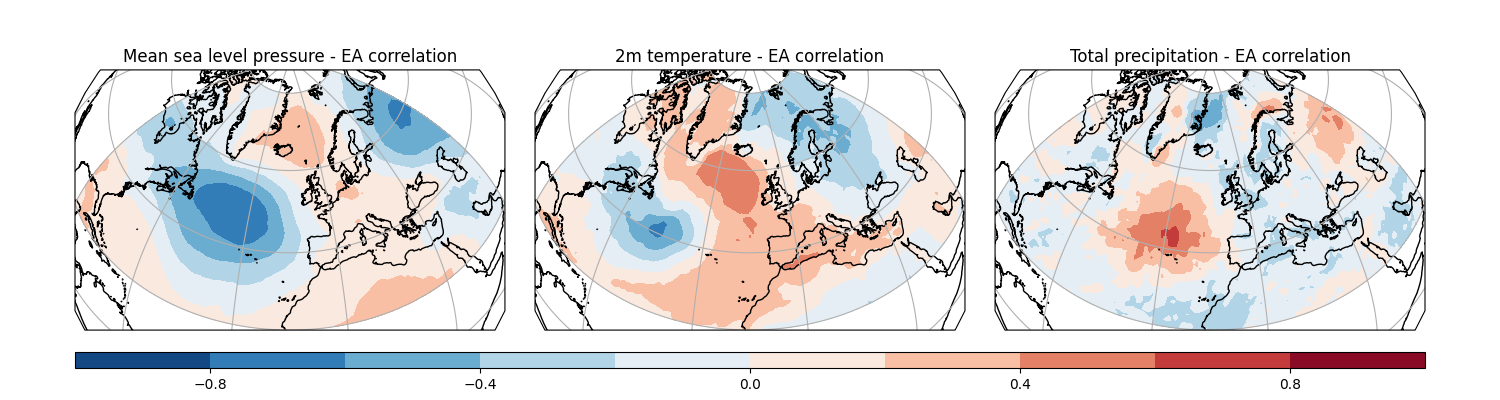 Mean sea level pressure - EA correlation
2m temperature - EA correlation
Total precipitation - EA correlation
−0.8 −0.4 0.0 0.4 0.8